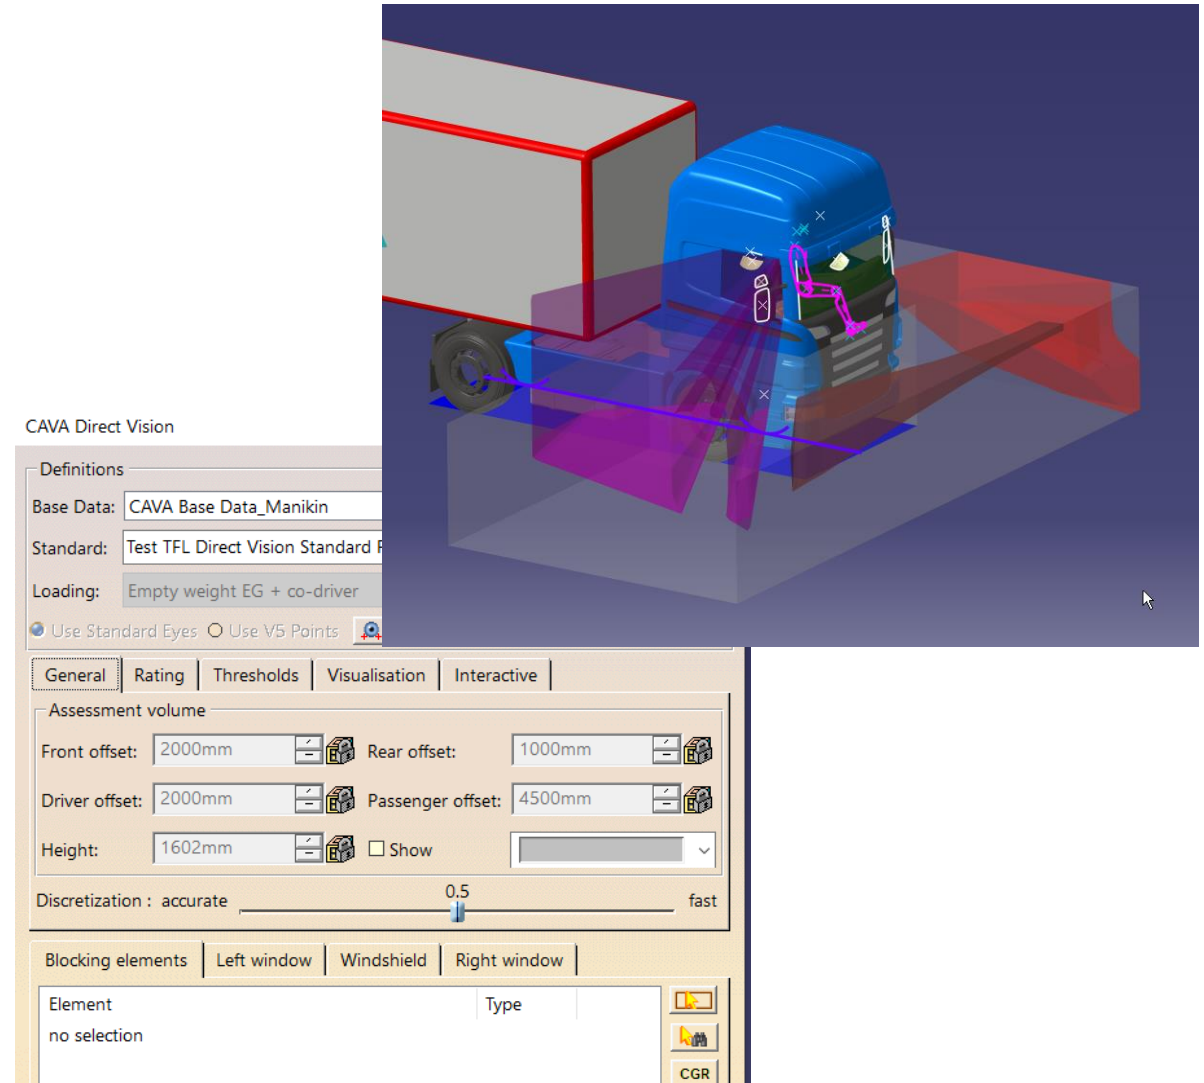 CAVA Direct Vision
Definitions
Base Data: CAVA Base Data_Manikin
Standard: Test TFL Direct Vision Standard
Loading: Empty weight EG + co-driver
Use Standard Eyes Use V5 Points
General Rating Thresholds Visualisation Interactive
Assessment volume
Front offset: 2000mm Rear offset: 1000mm
Driver offset: 2000mm Passenger offset: 4500mm
Height: 1602mm Show
0.5
Discretization : accurate fast
Blocking elements Left window Windshield Right window
Element Type
no selection
CGR